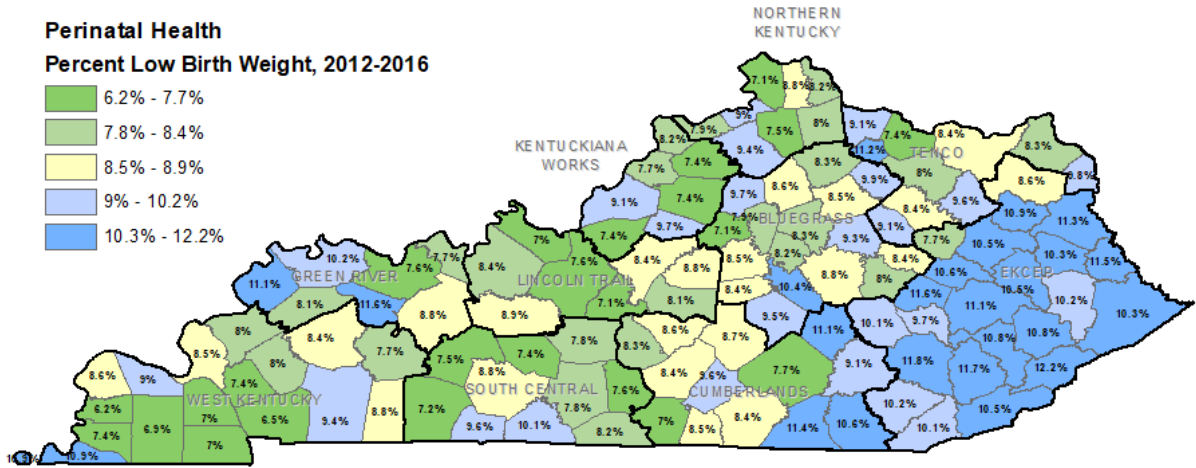 Perinatal Health
Percent Low Birth Weight, 2012-2016
6.2% - 7.7%
7.8% - 8.4%
8.5% - 8.9%
9% - 10.2%
10.3% - 12.2%
NORTHERN
KENTUCKY
7.1% 8.8% 8.2%
9% 7.5% 8% 9.1% 7.4% 8.4%
8.2% 7.9% 9.4% 11.2% TENCO 8.3%
KENTUCKIANA
WORKS
7.7% 7.4% 8.3% 8% 8.6% 9.8%
9.1% 7.4% 9.7% 8.6% 8.5% 9.9% 8.4% 9.6%
9.7% 7.9% BLUEGRASS 9.1% 10.9% 11.3%
7% 7.4% 7.1% 8.3% 9.3% 7.7% 10.5% 10.3% 11.5%
10.2% 7.6% 7.7% 8.4% 7.6% 8.4% 8.8% 8.5% 8.2% 8.8% 8.4% 10.6% EKCEP
GREEN RIVER LINCOLN TRAIL
11.1% 8.1% 11.6% 7.1% 8.1% 8.4% 10.4% 8% 11.6% 11.1% 10.5% 10.2% 10.3%
8.8% 8.9% 9.5% 11.1% 10.1% 9.7% 10.8% 10.8%
8.5% 8% 8.4% 7.7% 7.8% 8.3% 8.6% 8.7% 9.1% 11.8% 11.7% 12.2%
8.6% 9% 7.4% 8% 7.5% 7.4% 8.8% 7.6% 8.4% 9.6% 7.7%
WEST KENTUCKY SOUTH CENTRAL CUMBERLANDS
6.2% 7% 7.2% 7.8% 10.2% 10.5%
7.4% 6.9% 7% 6.5% 9.4% 8.8% 9.6% 10.1% 8.2% 7% 8.5% 8.4% 11.4% 10.6% 10.1%
10.9% 10.9%